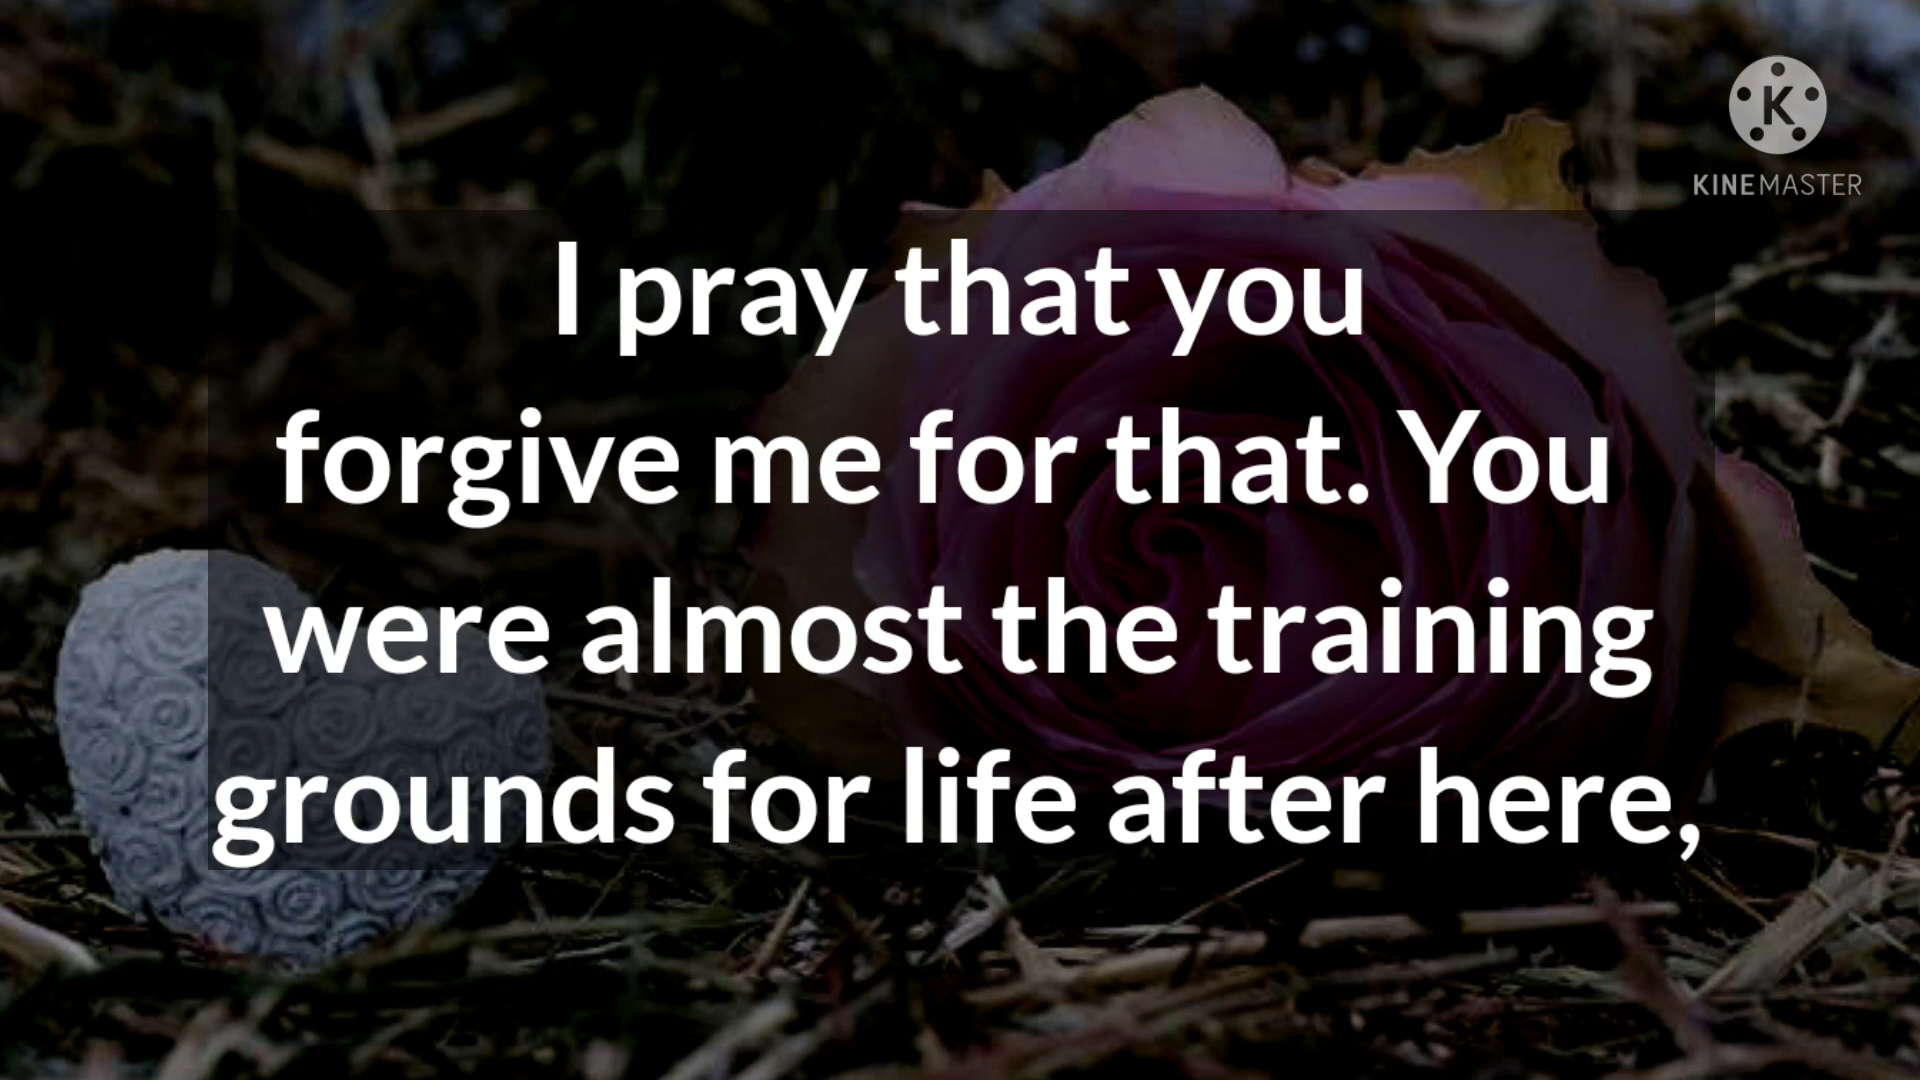 K
KINEMASTER
I pray that you
forgive me for that. You
were almost the training
grounds for life after here,